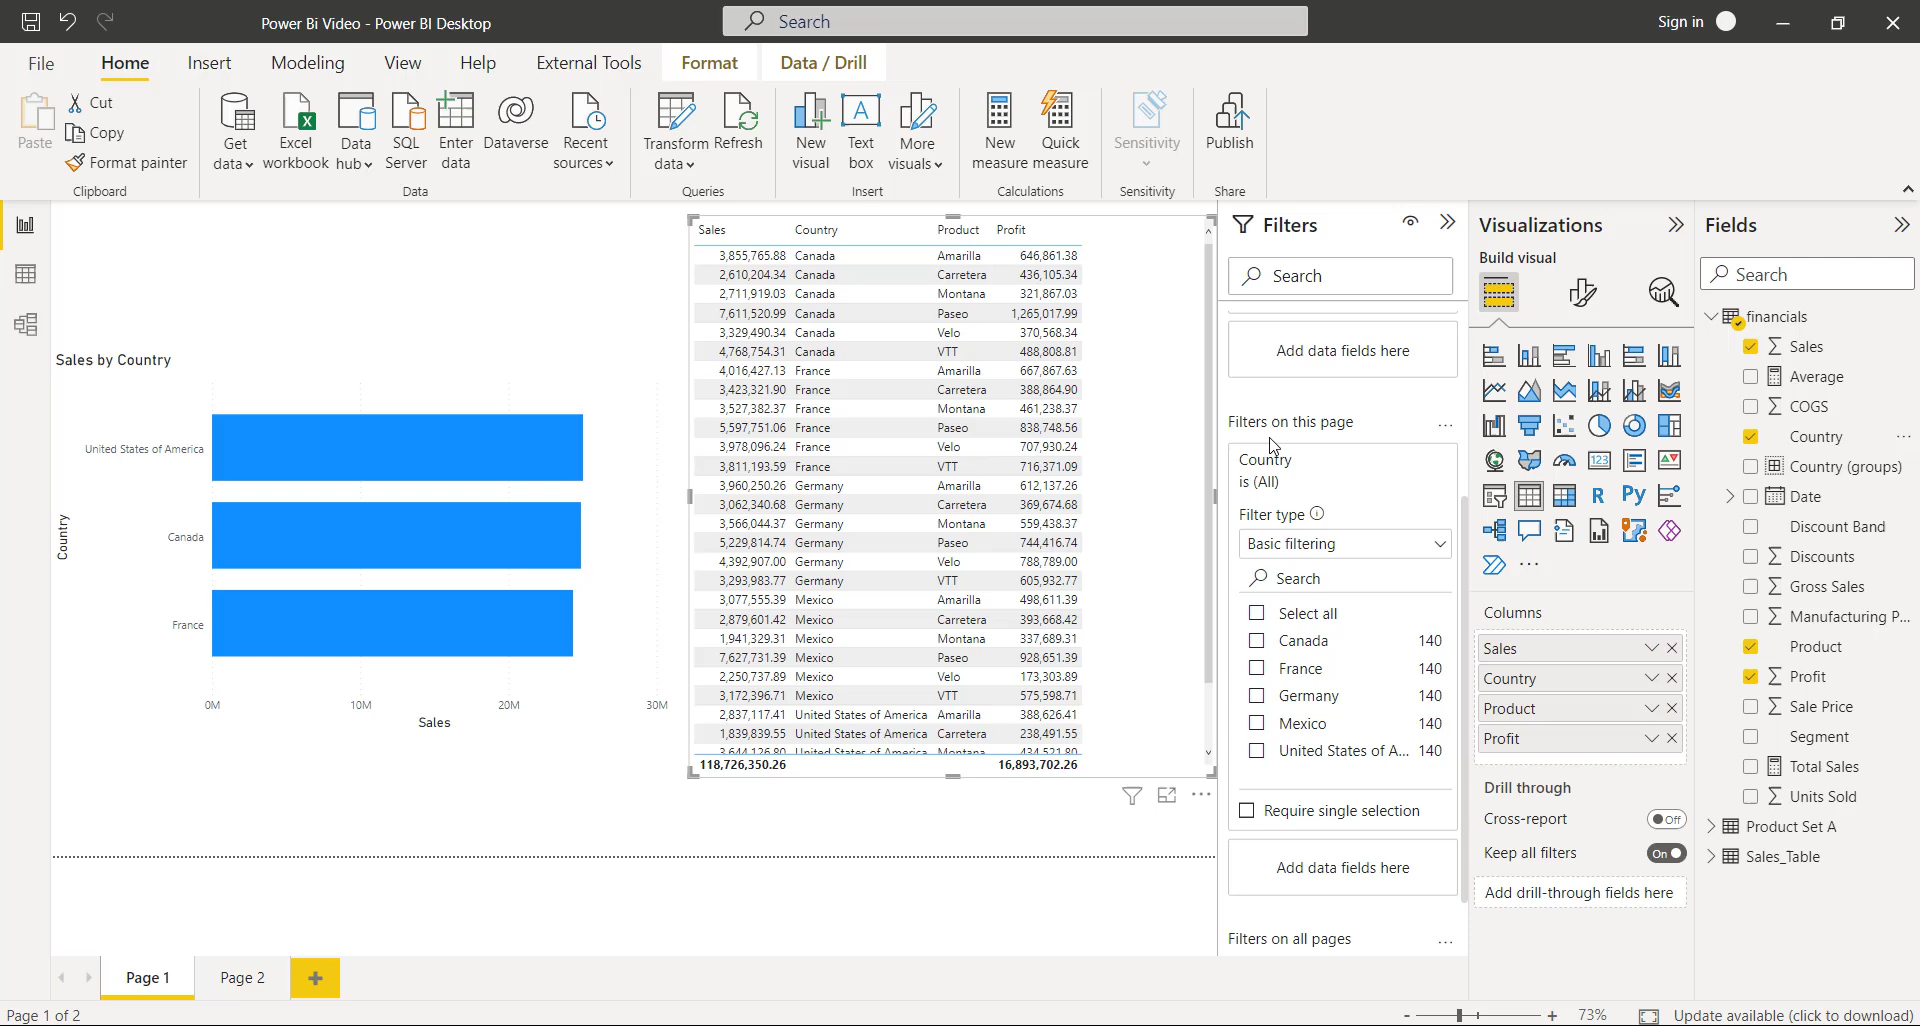 Power Bi Video - Power BI Desktop
Search
Sign in
File Home Insert Modeling View Help External Tools Format Data / Drill
Paste
Cut
Copy
Format painter
Clipboard
Get data
Excel workbook
Data hub
SQL Server
Enter data
Dataverse
Recent sources
Data
Transform data
Refresh
Queries
New visual
Text box
More visuals
Insert
New measure
Quick measure
Calculations
Sensitivity
Sensitivity
Publish
Share
Sales by Country
Country
United States of America
Canada
France
0M 10M 20M 30M
Sales
Sales Country Product Profit
3,855,765.88 Canada Amarilla 646,861.38
2,610,204.34 Canada Carretera 436,105.34
2,711,919.03 Canada Montana 321,867.03
7,611,520.99 Canada Paseo 1,265,017.99
3,329,490.34 Canada Velo 370,568.34
4,768,754.31 Canada VTT 488,808.81
4,016,427.13 France Amarilla 667,867.63
3,423,321.90 France Carretera 388,864.90
3,527,382.37 France Montana 461,238.37
5,597,751.06 France Paseo 838,748.56
3,978,096.24 France Velo 707,930.24
3,811,193.59 France VTT 716,371.09
3,960,250.26 Germany Amarilla 612,137.26
3,062,340.68 Germany Carretera 369,674.68
3,566,044.37 Germany Montana 559,438.37
5,229,814.74 Germany Paseo 744,416.74
4,392,907.00 Germany Velo 788,789.00
3,293,983.77 Germany VTT 605,932.77
3,077,555.39 Mexico Amarilla 498,611.39
2,879,601.42 Mexico Carretera 393,668.42
1,941,329.31 Mexico Montana 337,689.31
7,627,731.39 Mexico Paseo 928,651.39
2,250,737.89 Mexico Velo 173,303.89
3,172,396.71 Mexico VTT 575,598.71
2,837,117.41 United States of America Amarilla 388,626.41
1,839,839.55 United States of America Carretera 238,491.55
3,644,126.80 United States of America Montana 434,521.80
118,726,350.26 16,893,702.26
Filters
Search
Add data fields here
Filters on this page ...
Country
is (All)
Filter type
Basic filtering
Search
Select all
Canada 140
France 140
Germany 140
Mexico 140
United States of A... 140
Require single selection
Add data fields here
Filters on all pages ...
Visualizations
Build visual
123
R
Py
...
Columns
Sales
Country
Product
Profit
Drill through
Cross-report Off
Keep all filters On
Add drill-through fields here
Fields
Search
financials
Sales
Average
COGS
Country ...
Country (groups)
Date
Discount Band
Discounts
Gross Sales
Manufacturing P...
Product
Profit
Sale Price
Segment
Total Sales
Units Sold
Product Set A
Sales_Table
Page 1 Page 2 +
Page 1 of 2
- + 73%
Update available (click to download)